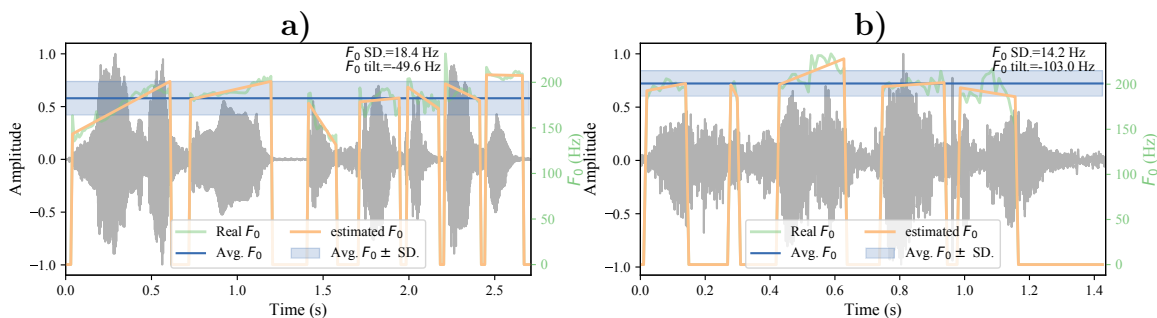 a)
F₀ SD.=18.4 Hz
F₀ tilt.=-49.6 Hz
1.0
0.5
0.0
−0.5
−1.0
Amplitude
200
150
100
50
0
F₀ (Hz)
Real F₀
estimated F₀
Avg. F₀
Avg. F₀ ± SD.
0.0 0.5 1.0 1.5 2.0 2.5
Time (s)
b)
F₀ SD.=14.2 Hz
F₀ tilt.=-103.0 Hz
1.0
0.5
0.0
−0.5
−1.0
Amplitude
200
150
100
50
0
F₀ (Hz)
Real F₀
estimated F₀
Avg. F₀
Avg. F₀ ± SD.
0.0 0.2 0.4 0.6 0.8 1.0 1.2 1.4
Time (s)